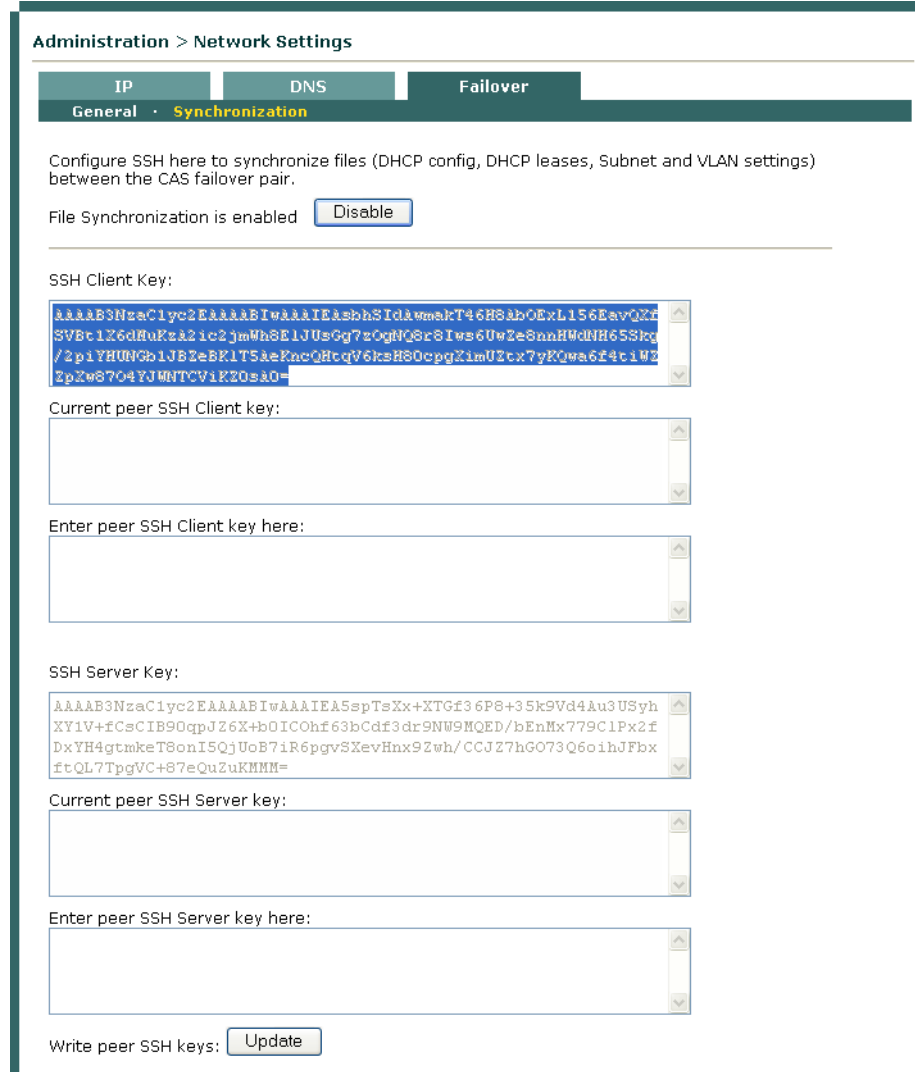 Administration > Network Settings
IP DNS Failover
General · Synchronization
Configure SSH here to synchronize files (DHCP config, DHCP leases, Subnet and VLAN settings)
between the CAS failover pair.
File Synchronization is enabled Disable
SSH Client Key:
AAAAB3NzaC1yc2EAAAABIwAAAIEAsbhSIdAwmakT46H8AbOExL156EavQXf
SVBt1X6dHuKzA2ic2jmWh8ElJUsGg7zOgNQ8r8Iws6UwZe8nnHWdNH65Skg
/2piYHUNGb1JBZeBKlT5AeKncQHtqV6ksH8OcpgXimUZtx7yKQwa6f4tiWZ
ZpXw87O4YJWNTCViKZOsAO=
Current peer SSH Client key:
Enter peer SSH Client key here:
SSH Server Key:
AAAAB3NzaC1yc2EAAAABIwAAAIEA5spTsXx+XTGf36P8+35k9Vd4Au3USyh
XY1V+fCsCIB9OqpJZ6X+bOICOhf63bCdf3dr9NW9MQED/bEnMx779ClPx2f
DxYH4gtmkeT8onI5QjUoB7iR6pgvSXevHnx9Zwh/CCJZ7hGO73Q6oihJFbx
ftQL7TpgVC+87eQuZuKMMM=
Current peer SSH Server key:
Enter peer SSH Server key here:
Write peer SSH keys: Update